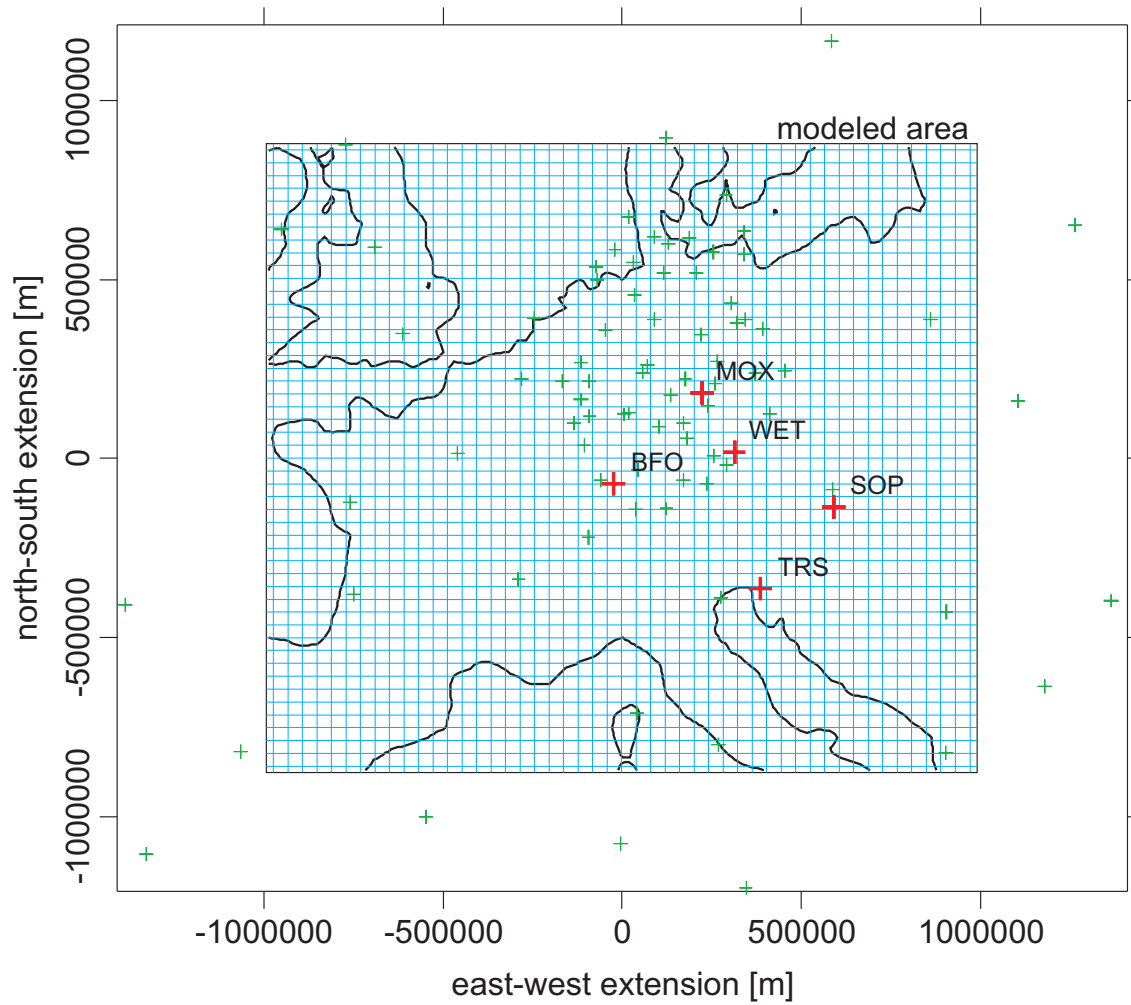 modeled area
1000000
500000
0
-500000
-1000000
north-south extension [m]
MOX
WET
BFO
SOP
TRS
-1000000
-500000
0
500000
1000000
east-west extension [m]